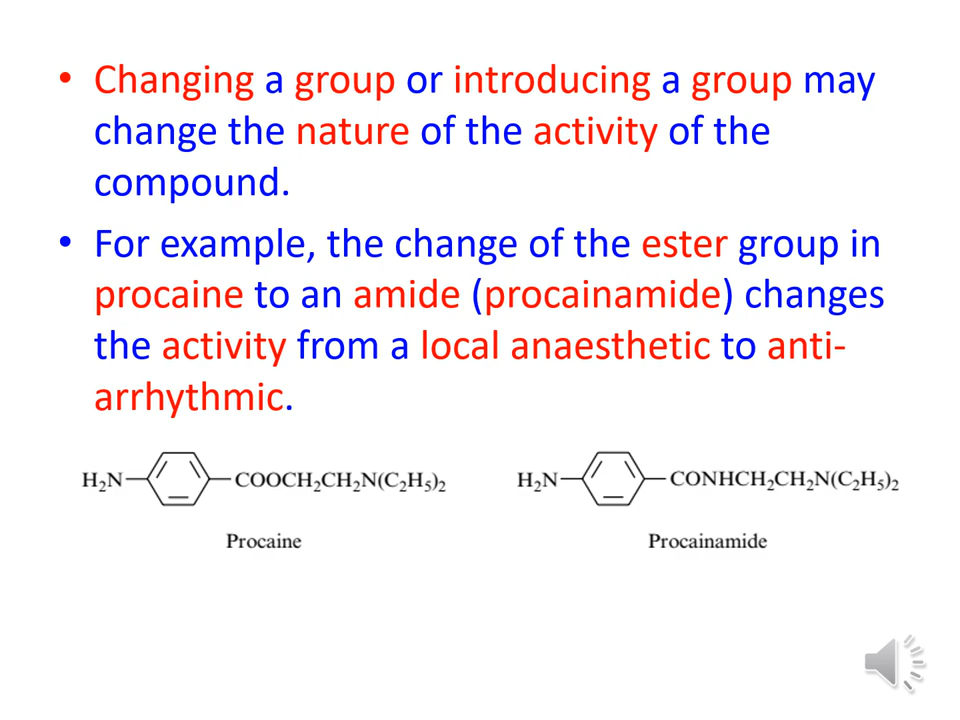 • Changing a group or introducing a group may
change the nature of the activity of the
compound.
• For example, the change of the ester group in
procaine to an amide (procainamide) changes
the activity from a local anaesthetic to anti-
arrhythmic.
H₂N COOCH₂CH₂N(C₂H₅)₂ H₂N CONHCH₂CH₂N(C₂H₅)₂
Procaine Procainamide